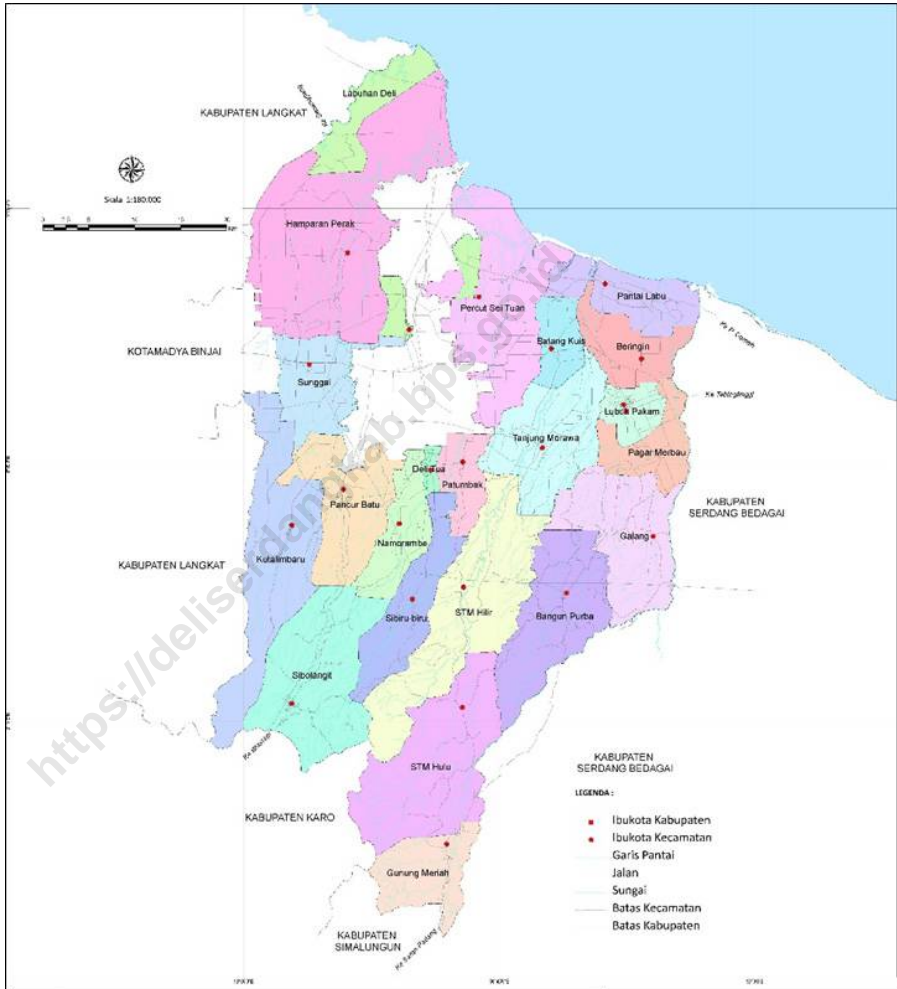 Labuhan Deli
KABUPATEN LANGKAT
Skala 1:180.000
Hamparan Perak
Percut Sei Tuan
Pantai Labu
KOTAMADYA BINJAI
Batang Kuis
Beringin
Sunggal
Lubuk Pakam
Tanjung Morawa
Deli Tua
Patumbak
Pagar Merbau
Pancur Batu
KABUPATEN
SERDANG BEDAGAI
Namorambe
Galang
Kutalimbaru
KABUPATEN LANGKAT
Sibiru biru
STM Hilir
Bangun Purba
Sibolangit
https://deliserdangkab.bps.go.id
STM Hulu
KABUPATEN
SERDANG BEDAGAI
LEGENDA :
Ibukota Kabupaten
Ibukota Kecamatan
Garis Pantai
Jalan
Sungai
Batas Kecamatan
Batas Kabupaten
KABUPATEN KARO
Gunung Meriah
KABUPATEN
SIMALUNGUN